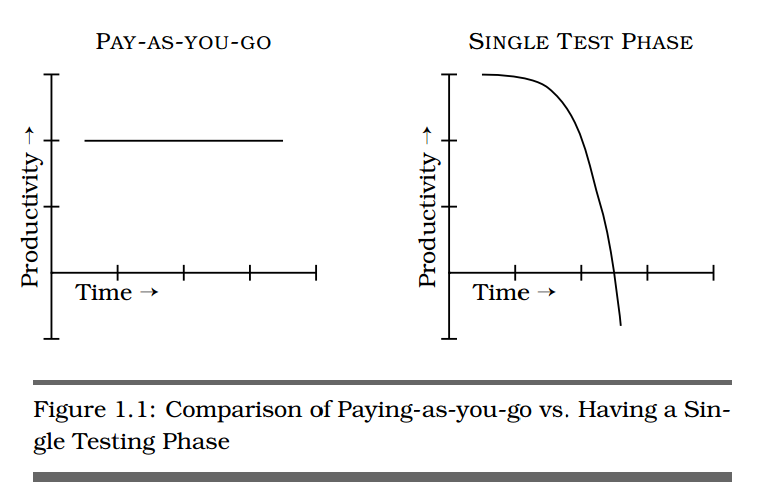 PAY-AS-YOU-GO
SINGLE TEST PHASE
Productivity →
Time →
Productivity →
Time →
Figure 1.1: Comparison of Paying-as-you-go vs. Having a Sin-
gle Testing Phase